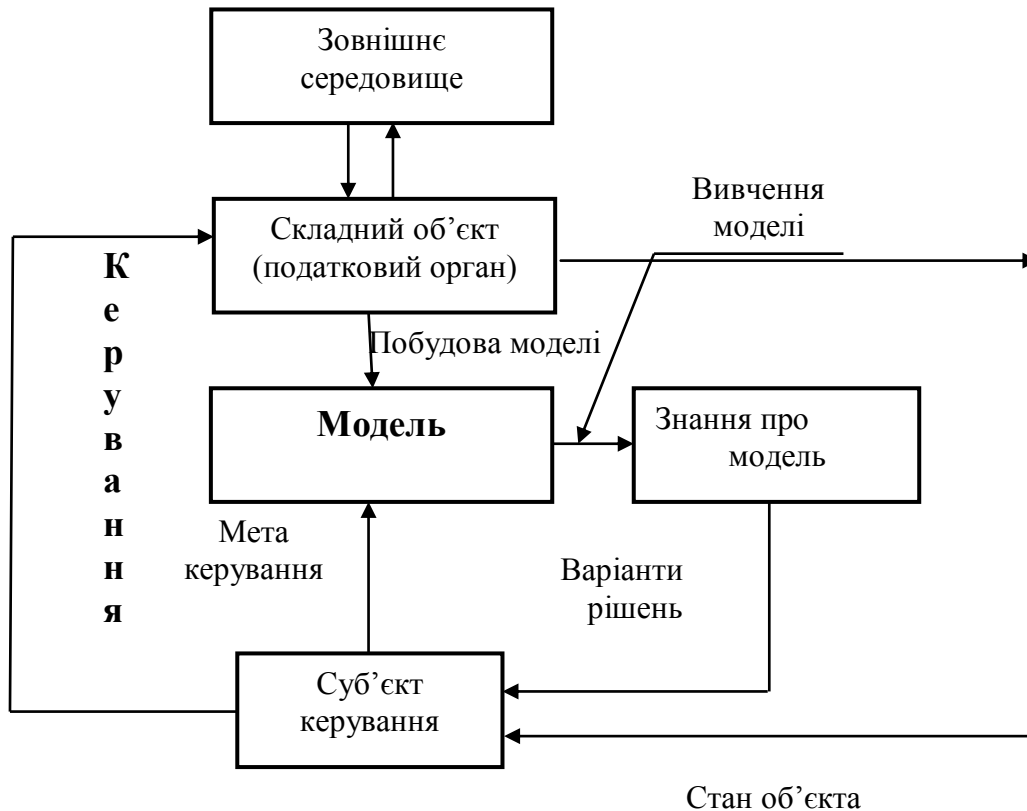 Зовнішнє
середовище
Складний об’єкт
(податковий орган)
Вивчення
моделі
Керування
Побудова моделі
Модель
Знання про
модель
Мета
керування
Варіанти
рішень
Суб’єкт
керування
Стан об’єкта